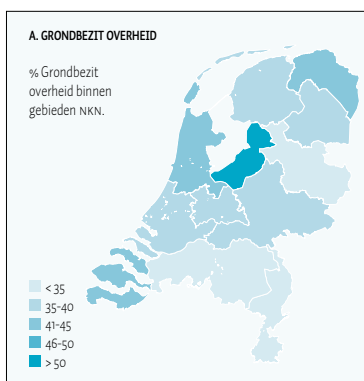 A. GRONDBEZIT OVERHEID
% Grondbezit
overheid binnen
gebieden NKN.
< 35
35-40
41-45
46-50
> 50